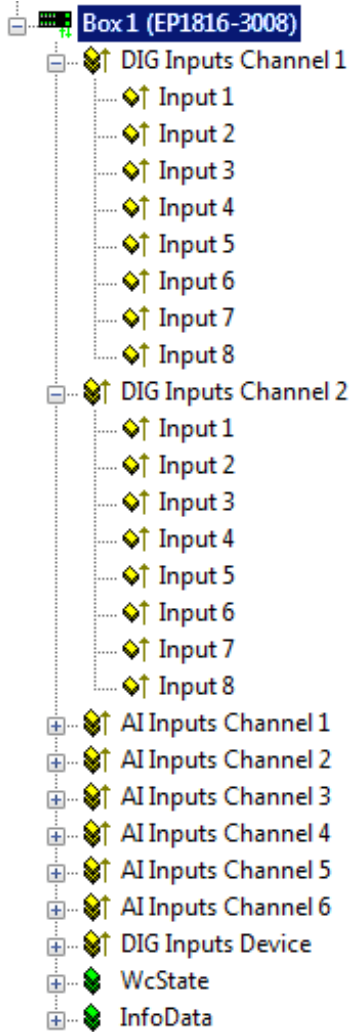 Box 1 (EP1816-3008)
DIG Inputs Channel 1
Input 1
Input 2
Input 3
Input 4
Input 5
Input 6
Input 7
Input 8
DIG Inputs Channel 2
Input 1
Input 2
Input 3
Input 4
Input 5
Input 6
Input 7
Input 8
AI Inputs Channel 1
AI Inputs Channel 2
AI Inputs Channel 3
AI Inputs Channel 4
AI Inputs Channel 5
AI Inputs Channel 6
DIG Inputs Device
WcState
InfoData